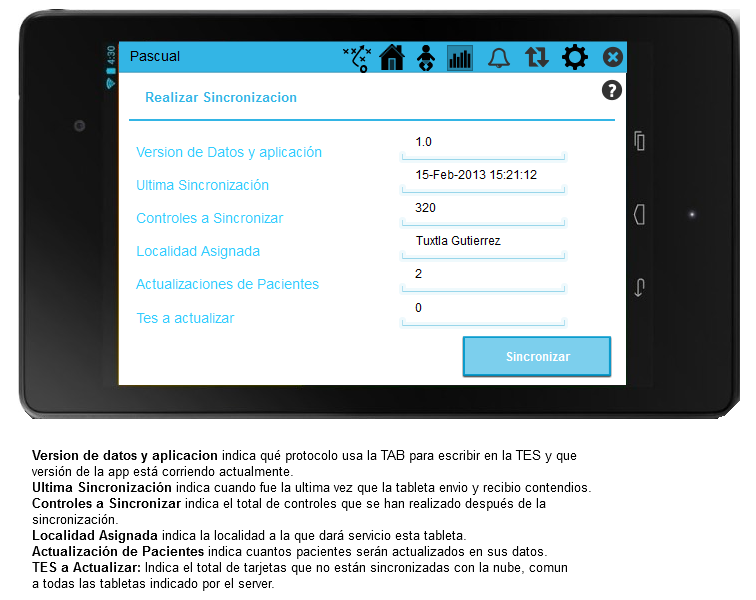 4:30
Pascual
Realizar Sincronizacion
?
Version de Datos y aplicación
1.0
Ultima Sincronización
15-Feb-2013 15:21:12
Controles a Sincronizar
320
Localidad Asignada
Tuxtla Gutierrez
Actualizaciones de Pacientes
2
Tes a actualizar
0
Sincronizar
Version de datos y aplicacion indica qué protocolo usa la TAB para escribir en la TES y que
versión de la app está corriendo actualmente.
Ultima Sincronización indica cuando fue la ultima vez que la tableta envio y recibio contendios.
Controles a Sincronizar indica el total de controles que se han realizado después de la
sincronización.
Localidad Asignada indica la localidad a la que dará servicio esta tableta.
Actualización de Pacientes indica cuantos pacientes serán actualizados en sus datos.
TES a Actualizar: Indica el total de tarjetas que no están sincronizadas con la nube, comun
a todas las tabletas indicado por el server.